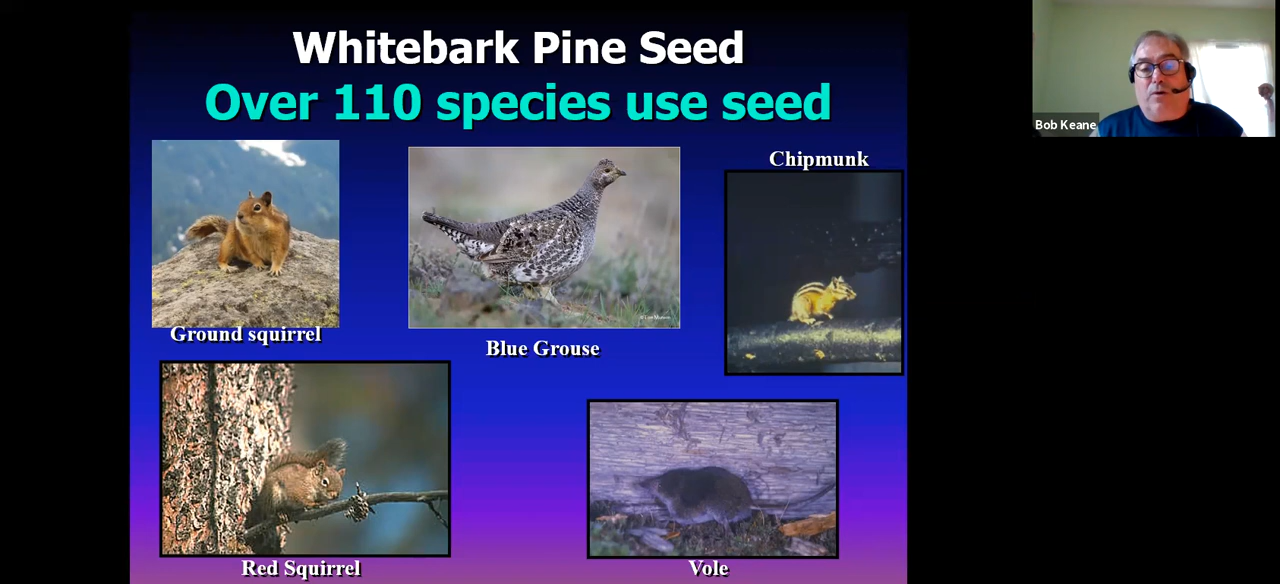 Whitebark Pine Seed
Over 110 species use seed
Chipmunk
Ground squirrel
Blue Grouse
Red Squirrel
Vole
Bob Keane